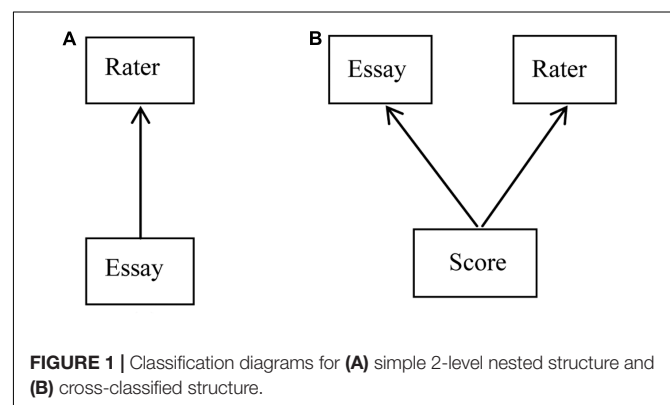 A
Rater
Essay
B
Essay
Rater
Score
FIGURE 1 | Classification diagrams for (A) simple 2-level nested structure and
(B) cross-classified structure.